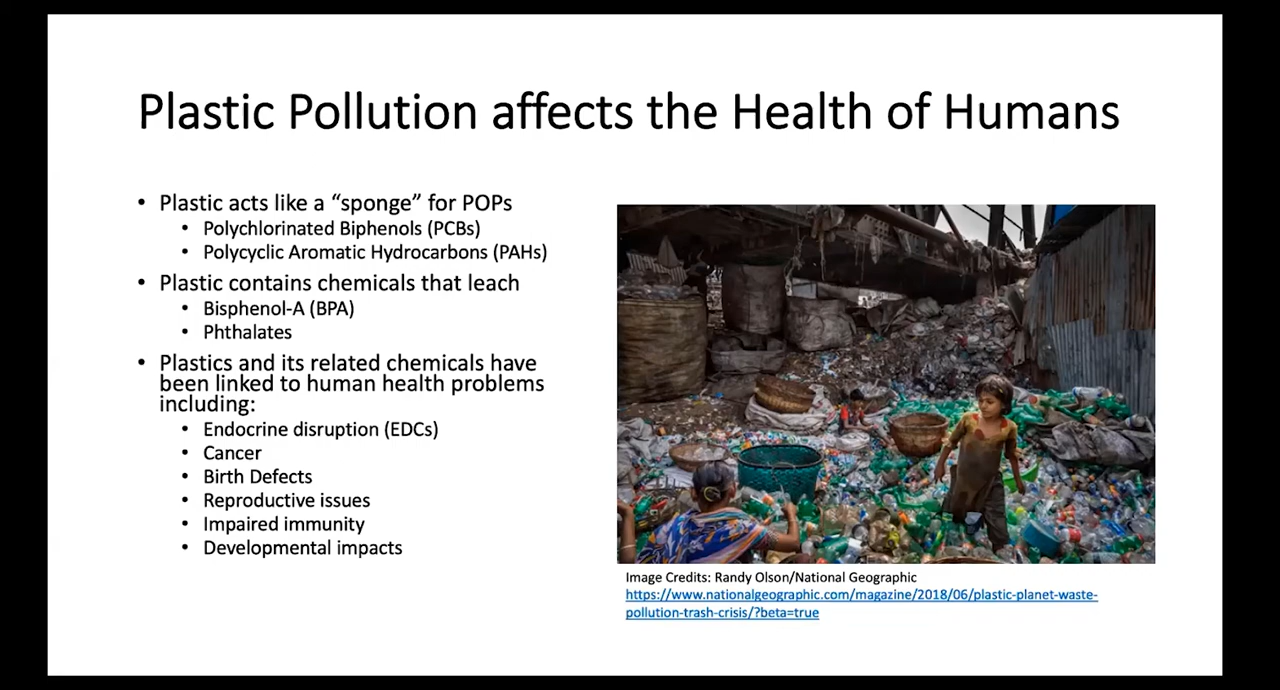 Plastic Pollution affects the Health of Humans
• Plastic acts like a “sponge” for POPs
• Polychlorinated Biphenols (PCBs)
• Polycyclic Aromatic Hydrocarbons (PAHs)
• Plastic contains chemicals that leach
• Bisphenol-A (BPA)
• Phthalates
• Plastics and its related chemicals have
been linked to human health problems
including:
• Endocrine disruption (EDCs)
• Cancer
• Birth Defects
• Reproductive issues
• Impaired immunity
• Developmental impacts
Image Credits: Randy Olson/National Geographic
https://www.nationalgeographic.com/magazine/2018/06/plastic-planet-waste-
pollution-trash-crisis/?beta=true